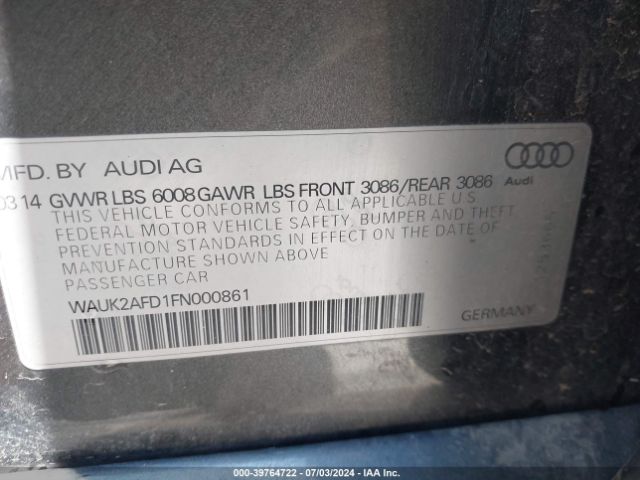 MFD. BY AUDI AG
0314 GVWR LBS 6008 GAWR LBS FRONT 3086/REAR 3086
Audi
THIS VEHICLE CONFORMS TO ALL APPLICABLE U.S.
FEDERAL MOTOR VEHICLE SAFETY, BUMPER AND THEFT
PREVENTION STANDARDS IN EFFECT ON THE DATE OF
MANUFACTURE SHOWN ABOVE
PASSENGER CAR
WAUK2AFD1FN000861
GERMANY
000-39764722 - 07/03/2024 - IAA Inc.